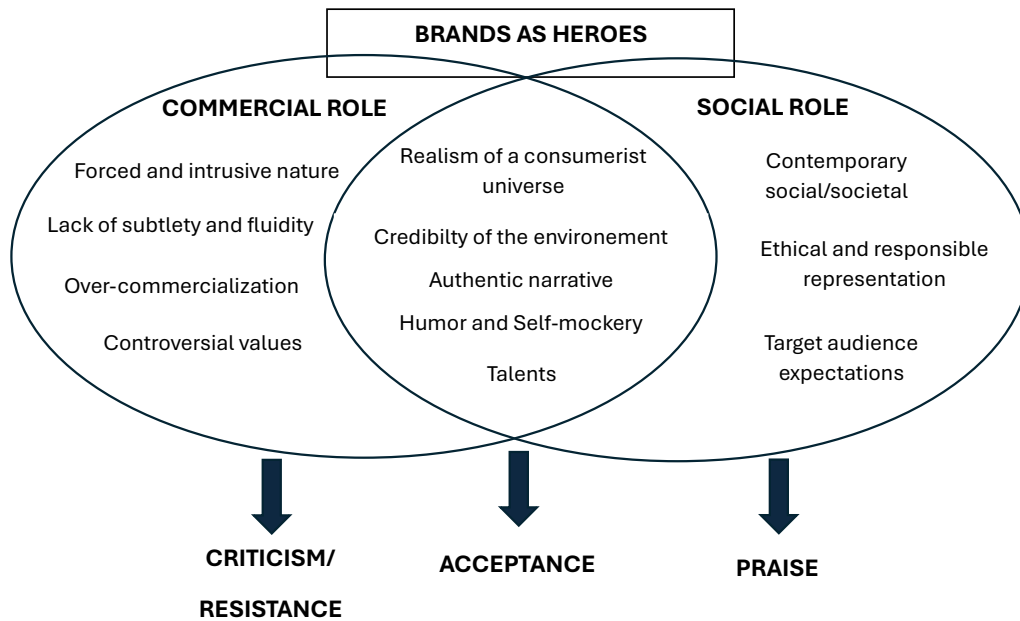 BRANDS AS HEROES
COMMERCIAL ROLE
Forced and intrusive nature
Lack of subtlety and fluidity
Over-commercialization
Controversial values
Realism of a consumerist
universe
Credibilty of the environement
Authentic narrative
Humor and Self-mockery
Talents
SOCIAL ROLE
Contemporary
social/societal
Ethical and responsible
representation
Target audience
expectations
CRITICISM/
RESISTANCE
ACCEPTANCE
PRAISE